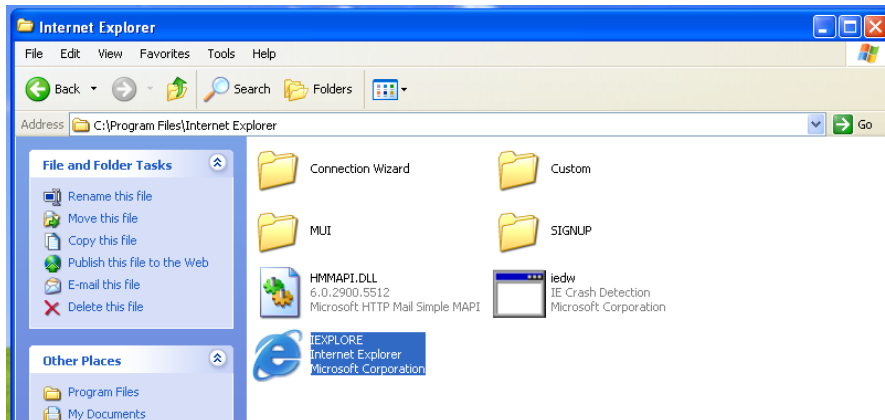 Internet Explorer
File Edit View Favorites Tools Help
Back Search Folders
Address C:\Program Files\Internet Explorer Go
File and Folder Tasks
Rename this file
Move this file
Copy this file
Publish this file to the Web
E-mail this file
Delete this file
Other Places
Program Files
My Documents
Connection Wizard
Custom
MUI
SIGNUP
HMMAPI.DLL
6.0.2900.5512
Microsoft HTTP Mail Simple MAPI
iedw
IE Crash Detection
Microsoft Corporation
IEXPLORE
Internet Explorer
Microsoft Corporation